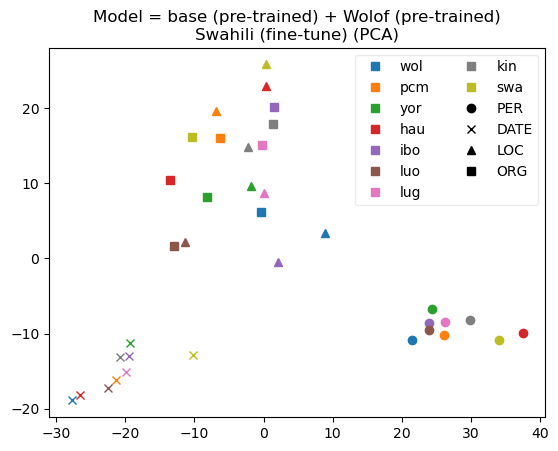 Model = base (pre-trained) + Wolof (pre-trained)
Swahili (fine-tune) (PCA)
wol
pcm
yor
hau
ibo
luo
lug
kin
swa
PER
DATE
LOC
ORG
20
10
0
−10
−20
−30
−20
−10
0
10
20
30
40